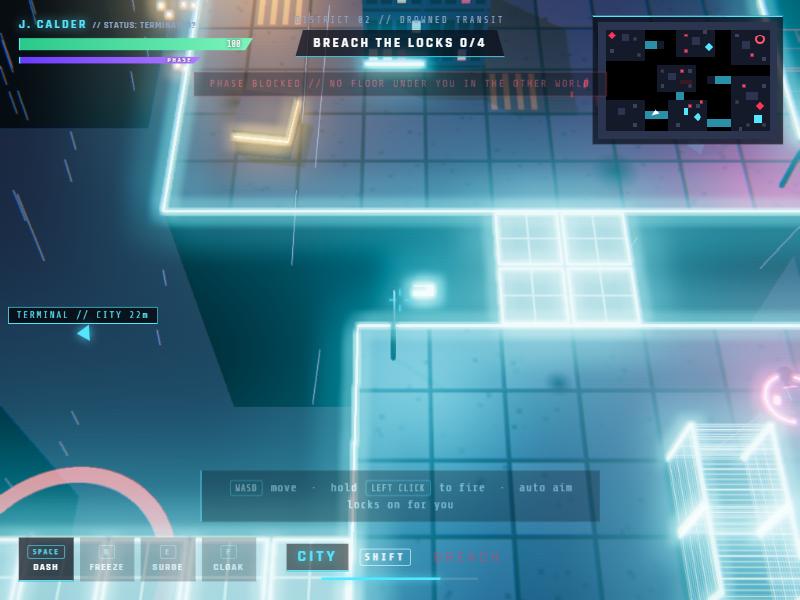 J. CALDER // STATUS: TERMINAL
100
PHASE
DISTRICT 02 // DROWNED TRANSIT
BREACH THE LOCKS 0/4
PHASE BLOCKED // NO FLOOR UNDER YOU IN THE OTHER WORLD
TERMINAL // CITY 22m
WASD move · hold LEFT CLICK to fire · auto aim
locks on for you
SPACE DASH
FREEZE
E SURGE
CLOAK
CITY SHIFT BREACH